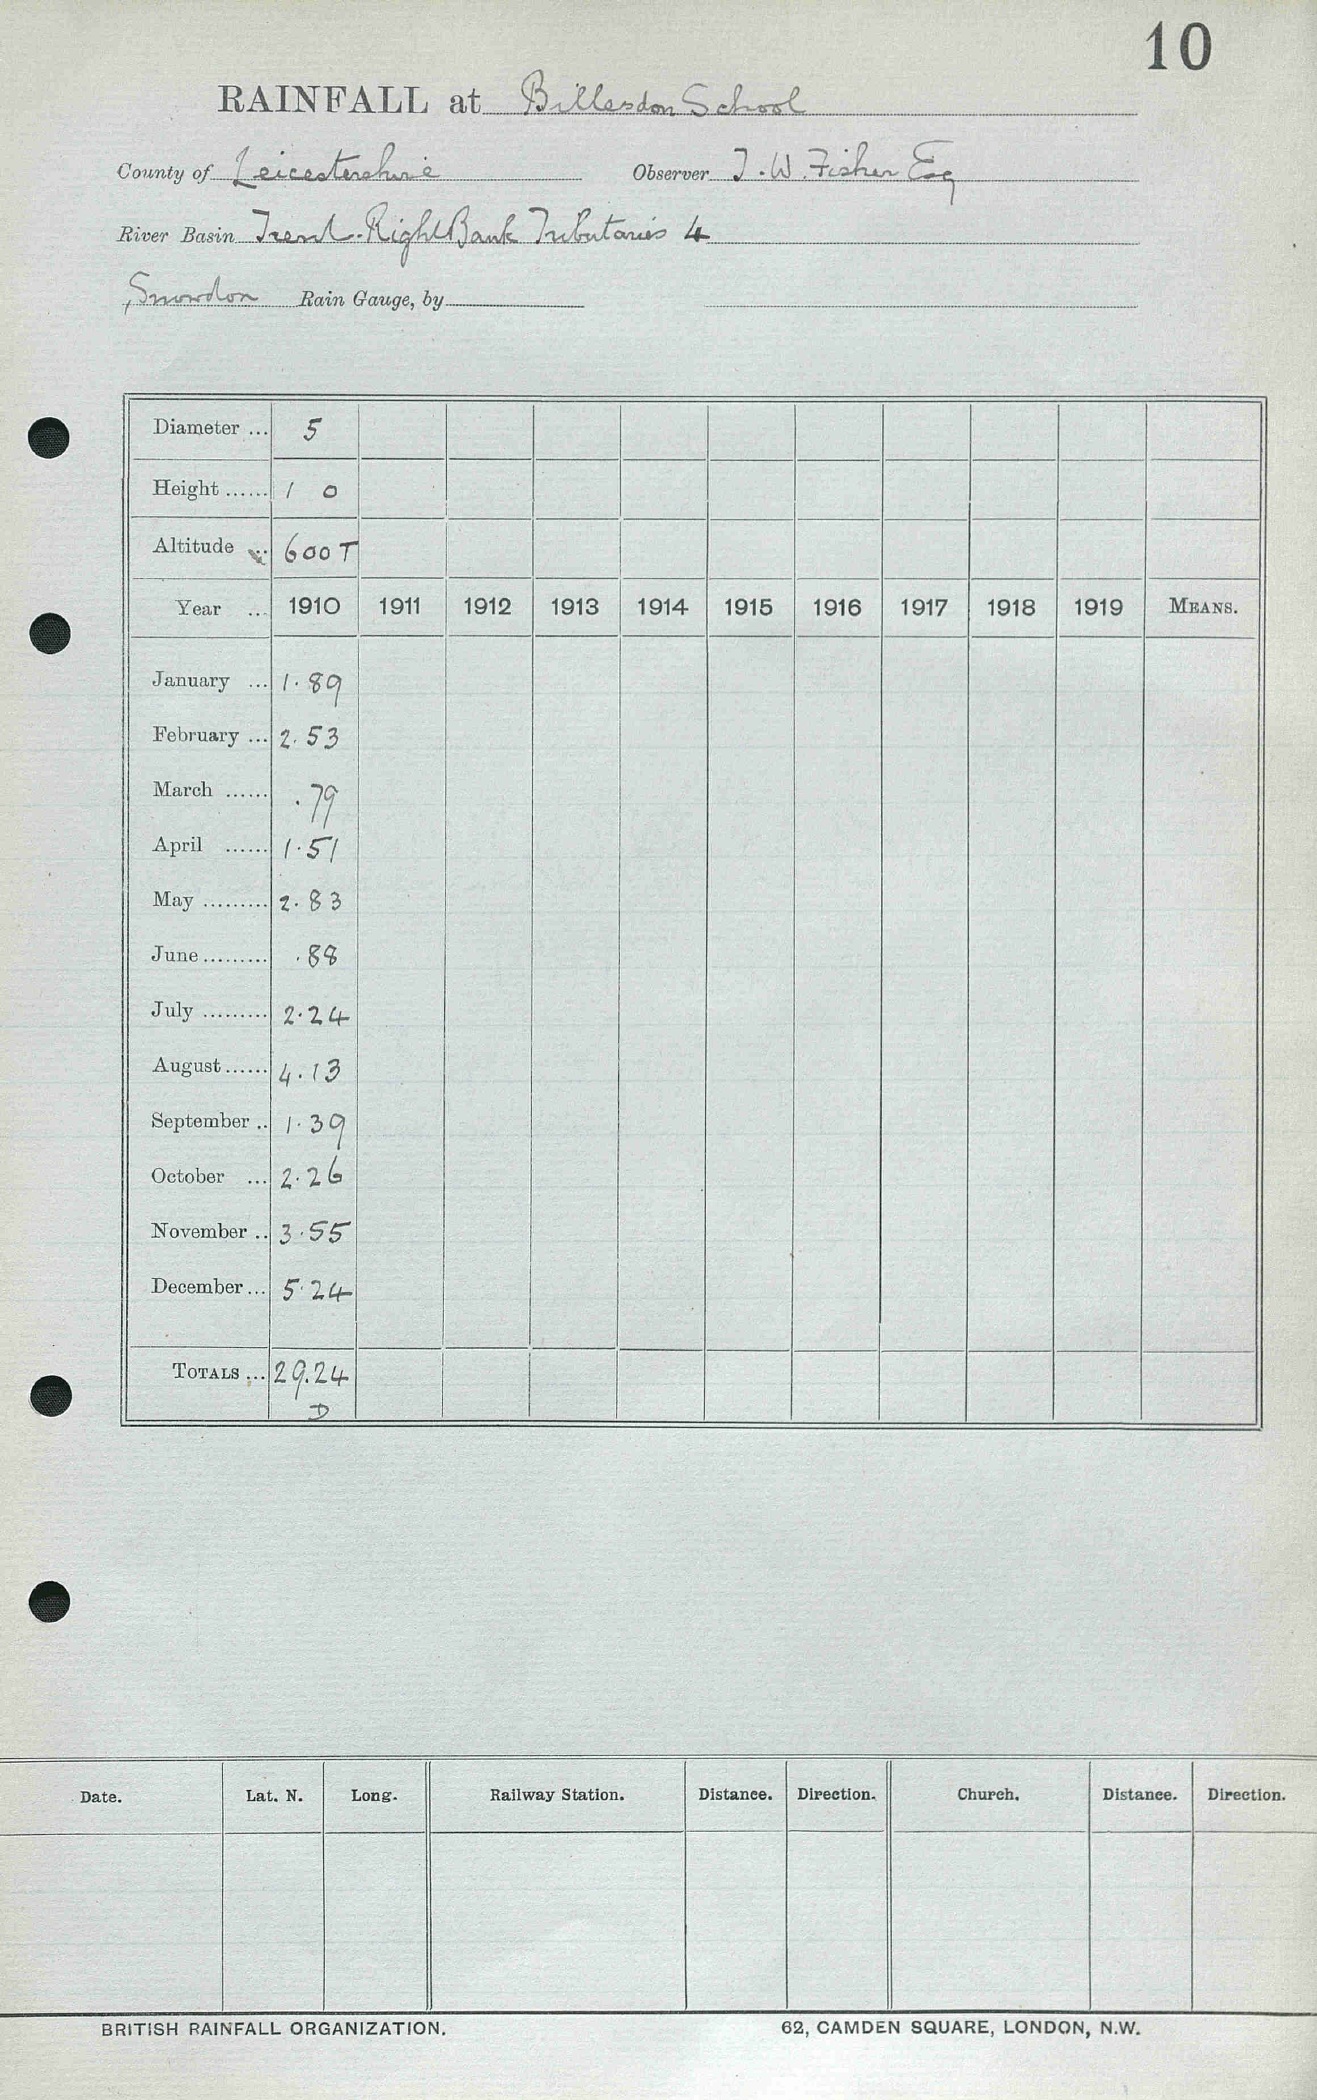 10
RAINFALL at Billesdon School
County of Leicestershire Observer J. W. Fisher Esq
River Basin Trent. Right Bank Tributaries 4
Snowdon Rain Gauge, by
Diameter ... 5
Height ...... 1 0
Altitude ... 600 T
Year ... 1910 1911 1912 1913 1914 1915 1916 1917 1918 1919 MEANS.
January ... 1.89
February ... 2.53
March ...... .79
April ...... 1.51
May ......... 2.83
June ......... .88
July ......... 2.24
August ...... 4.13
September .. 1.39
October ... 2.26
November .. 3.55
December ... 5.24
TOTALS ... 29.24
D
Date. Lat. N. Long. Railway Station. Distance. Direction. Church. Distance. Direction.
BRITISH RAINFALL ORGANIZATION. 62, CAMDEN SQUARE, LONDON, N.W.